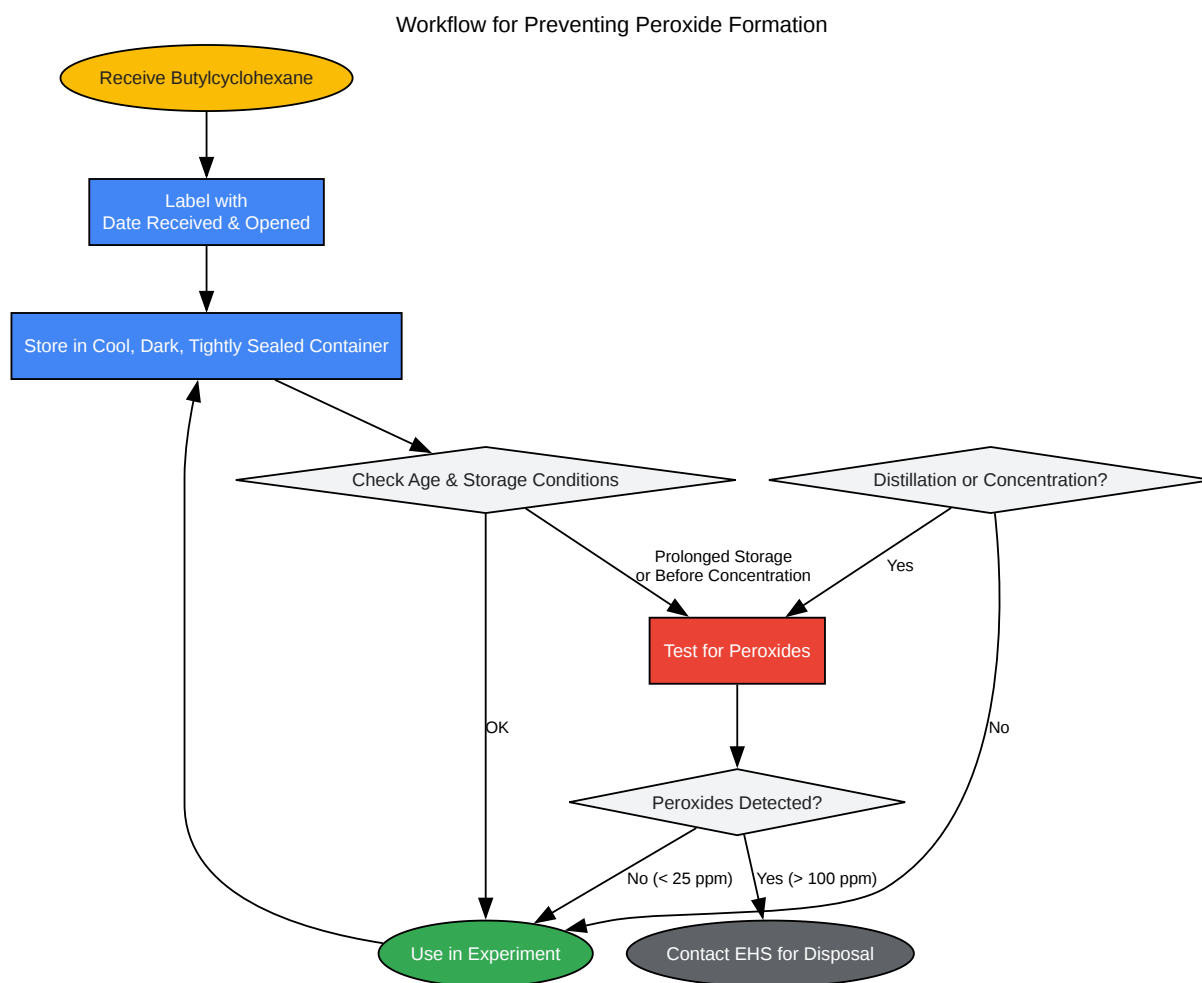 Workflow for Preventing Peroxide Formation
Receive Butylcyclohexane
Label with
Date Received & Opened
Store in Cool, Dark, Tightly Sealed Container
Check Age & Storage Conditions
Distillation or Concentration?
Prolonged Storage
or Before Concentration
Yes
Test for Peroxides
OK
No
Peroxides Detected?
No (< 25 ppm)
Yes (> 100 ppm)
Use in Experiment
Contact EHS for Disposal